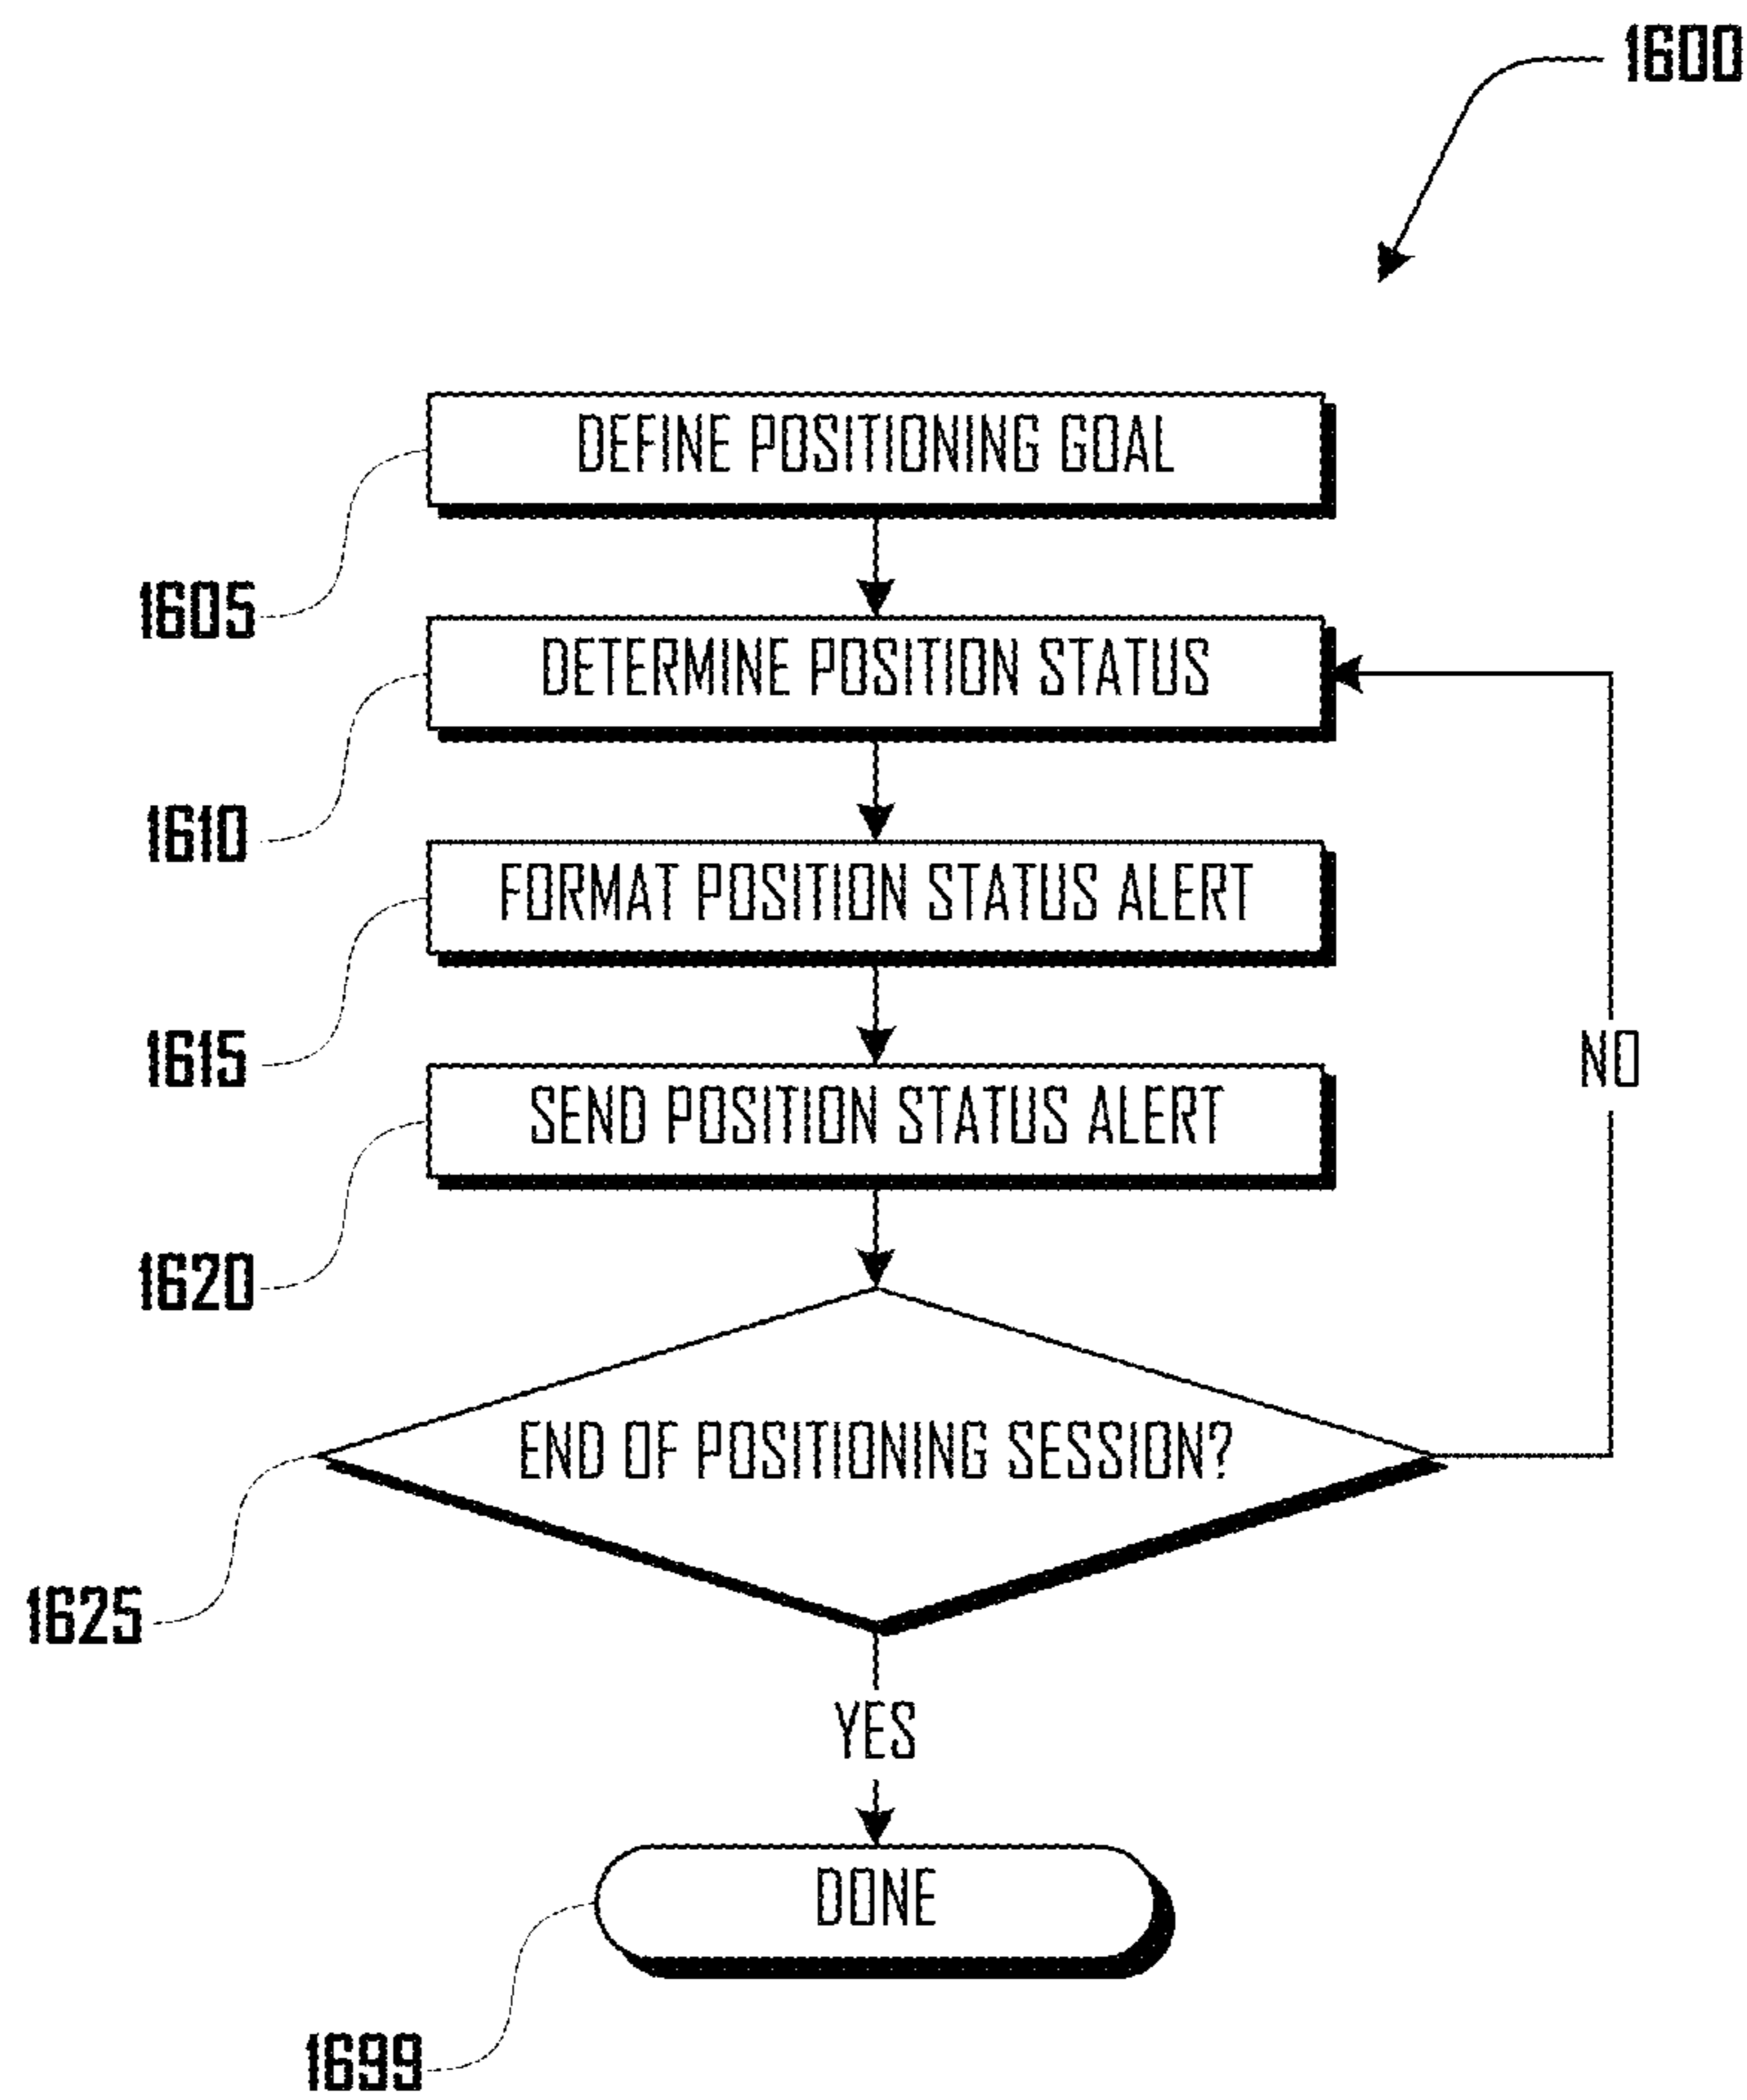 1600
DEFINE POSITIONING GOAL
1605
DETERMINE POSITION STATUS
1610
FORMAT POSITION STATUS ALERT
1615
NO
SEND POSITION STATUS ALERT
1620
END OF POSITIONING SESSION?
1625
YES
DONE
1699